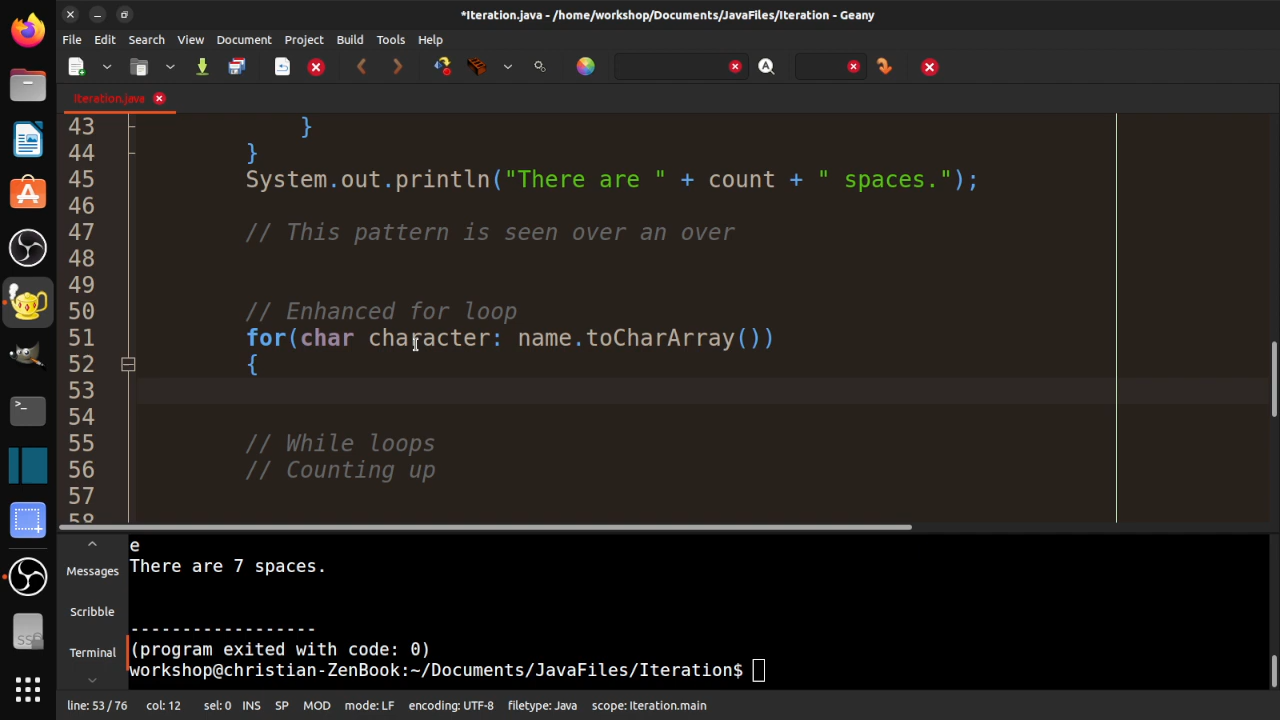 *Iteration.java - /home/workshop/Documents/JavaFiles/Iteration - Geany
File Edit Search View Document Project Build Tools Help
Iteration.java
43 }
44 }
45 System.out.println("There are " + count + " spaces.");
46
47 // This pattern is seen over an over
48
49
50 // Enhanced for loop
51 for(char character: name.toCharArray())
52 {
53
54
55 // While loops
56 // Counting up
57
58
Messages
Scribble
Terminal
e
There are 7 spaces.
------------------
(program exited with code: 0)
workshop@christian-ZenBook:~/Documents/JavaFiles/Iteration$
line: 53 / 76 col: 12 sel: 0 INS SP MOD mode: LF encoding: UTF-8 filetype: Java scope: Iteration.main